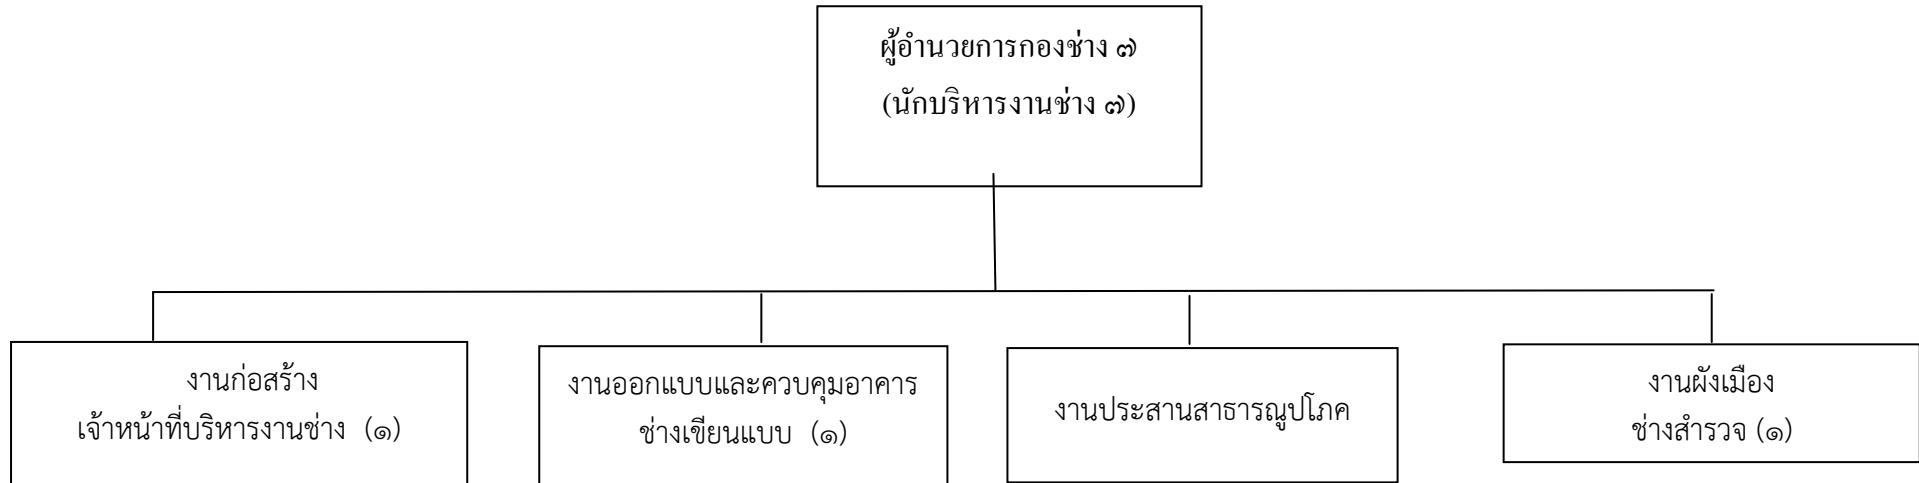 ผู้อำนวยการกองช่าง ๗
(นักบริหารงานช่าง ๗)
งานก่อสร้าง
เจ้าหน้าที่บริหารงานช่าง (๑)
งานออกแบบและควบคุมอาคาร
ช่างเขียนแบบ (๑)
งานประสานสาธารณูปโภค
งานผังเมือง
ช่างสำรวจ (๑)